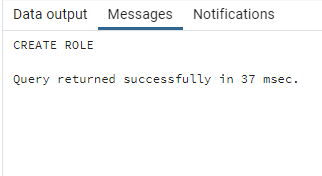 Data output Messages Notifications
CREATE ROLE
Query returned successfully in 37 msec.